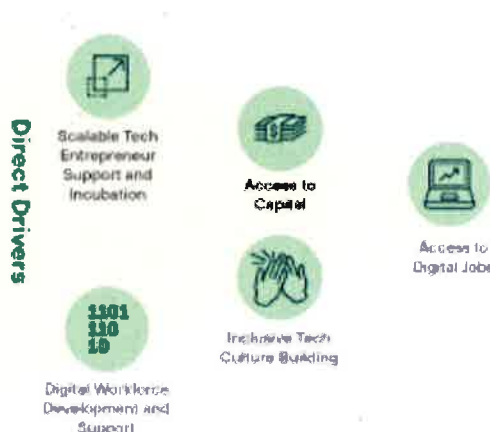 Direct Drivers
Scalable Tech
Entrepreneur
Support and
Incubation
Access to
Capital
Access to
Digital Jobs
1101
110
10
Inclusive Tech
Culture Building
Digital Workforce
Development and
Support